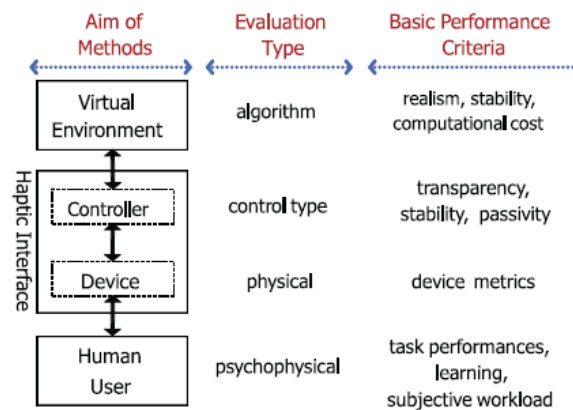 Aim of
Methods
Evaluation
Type
Basic Performance
Criteria
Virtual
Environment
algorithm
realism, stability,
computational cost
Haptic Interface
Controller
control type
transparency,
stability, passivity
Device
physical
device metrics
Human
User
psychophysical
task performances,
learning,
subjective workload